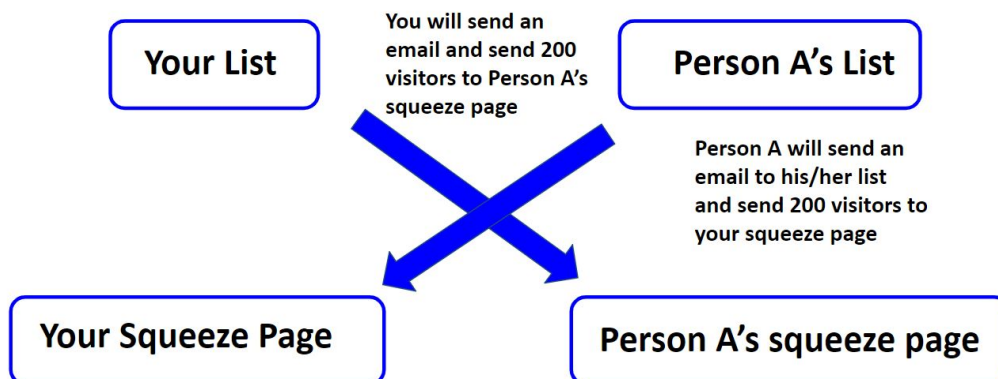 Your List
You will send an
email and send 200
visitors to Person A's
squeeze page
Person A's List
Person A will send an
email to his/her list
and send 200 visitors to
your squeeze page
Your Squeeze Page
Person A's squeeze page